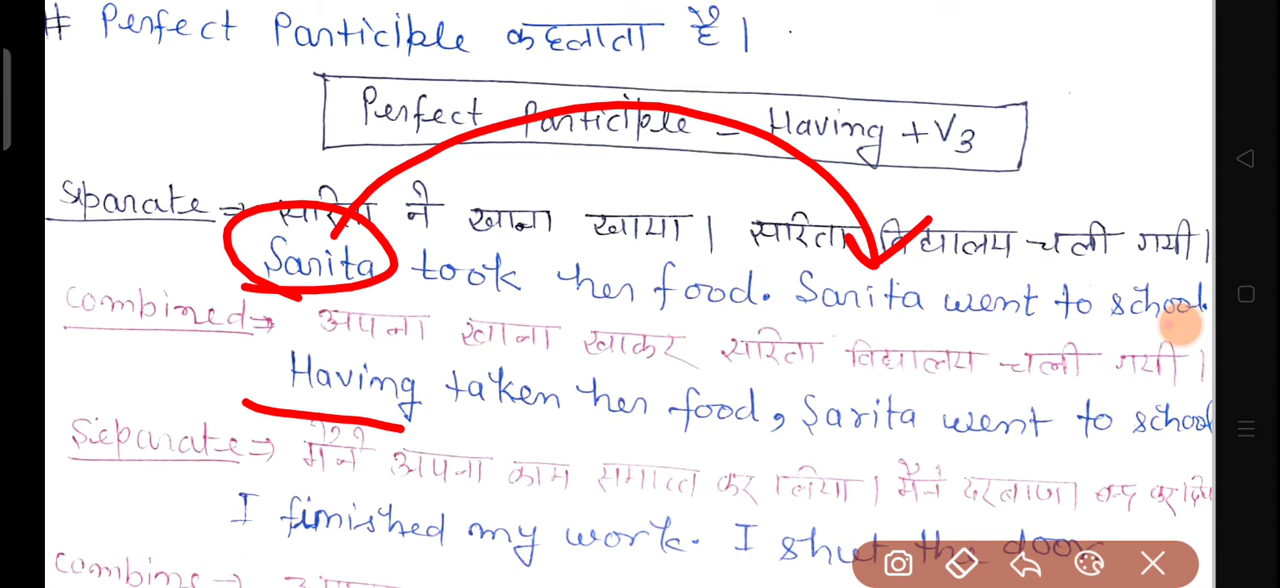 # Perfect Participle कहलाता है।
Perfect Participle = Having + V3
Separate → सरिता ने खाना खाया। सरिता विद्यालय चली गयी।
Sarita took her food. Sarita went to school.
Combined → अपना खाना खाकर सरिता विद्यालय चली गयी।
Having taken her food, Sarita went to school
Seperate → मैंने अपना काम समाप्त कर लिया। मैंने दरवाजा बन्द कर
I finished my work. I shut the door
Combine →